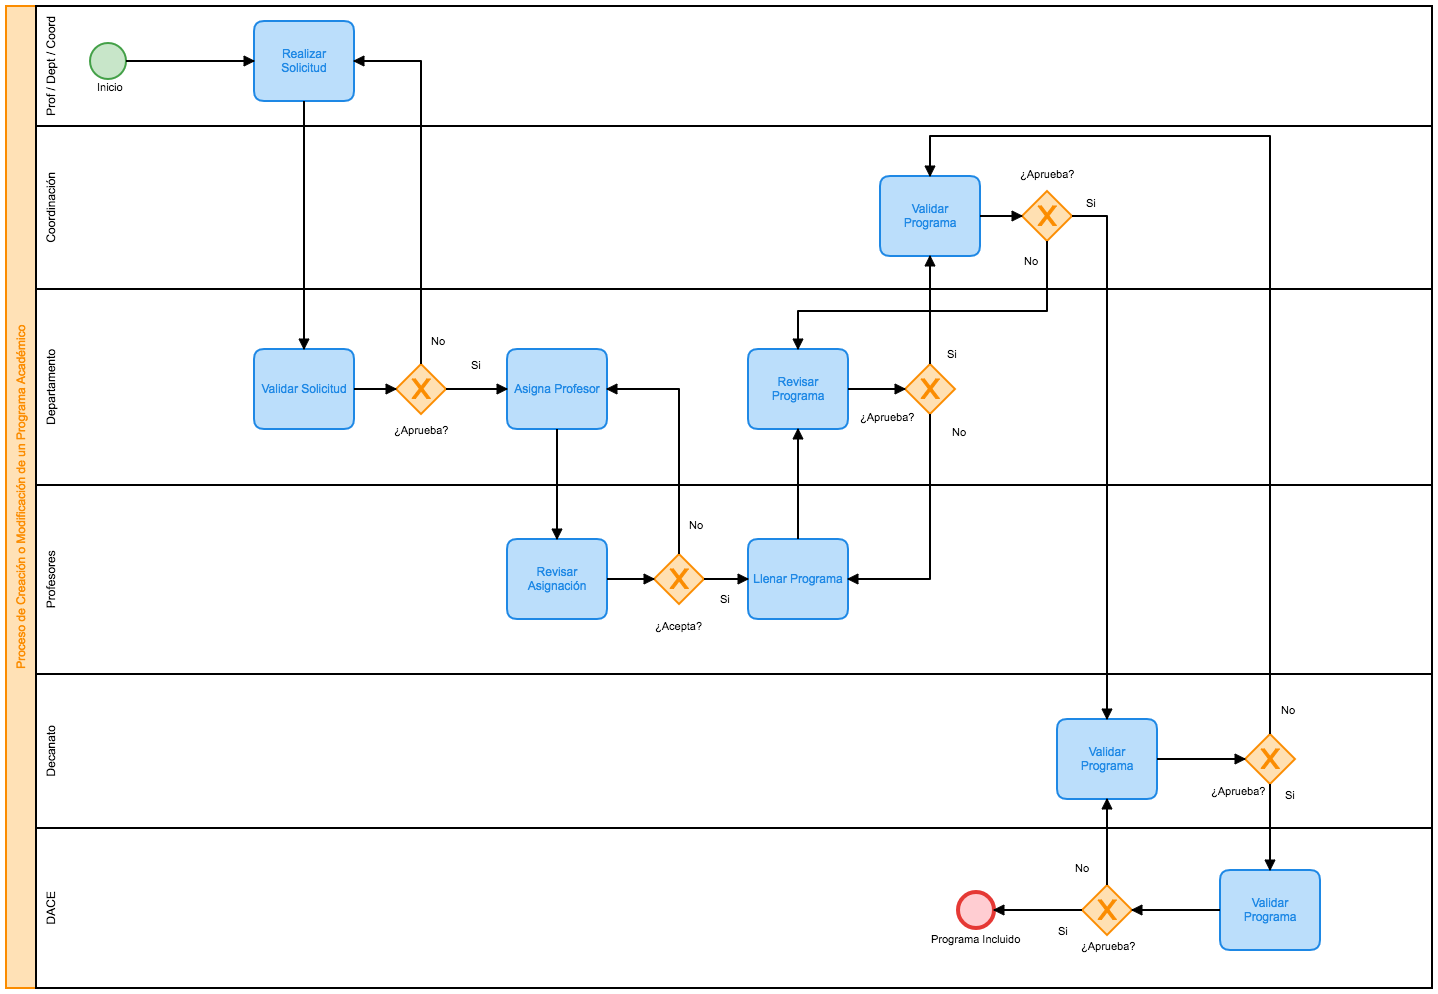 Proceso de Creación o Modificación de un Programa Académico
Prof / Dept / Coord
Inicio
Realizar
Solicitud
Coordinación
Validar
Programa
¿Aprueba?
Si
No
Departamento
Validar Solicitud
¿Aprueba?
No
Si
Asigna Profesor
Revisar
Programa
¿Aprueba?
Si
No
Profesores
Revisar
Asignación
¿Acepta?
No
Si
Llenar Programa
Decanato
Validar
Programa
¿Aprueba?
No
Si
DACE
Validar
Programa
¿Aprueba?
No
Si
Programa Incluido